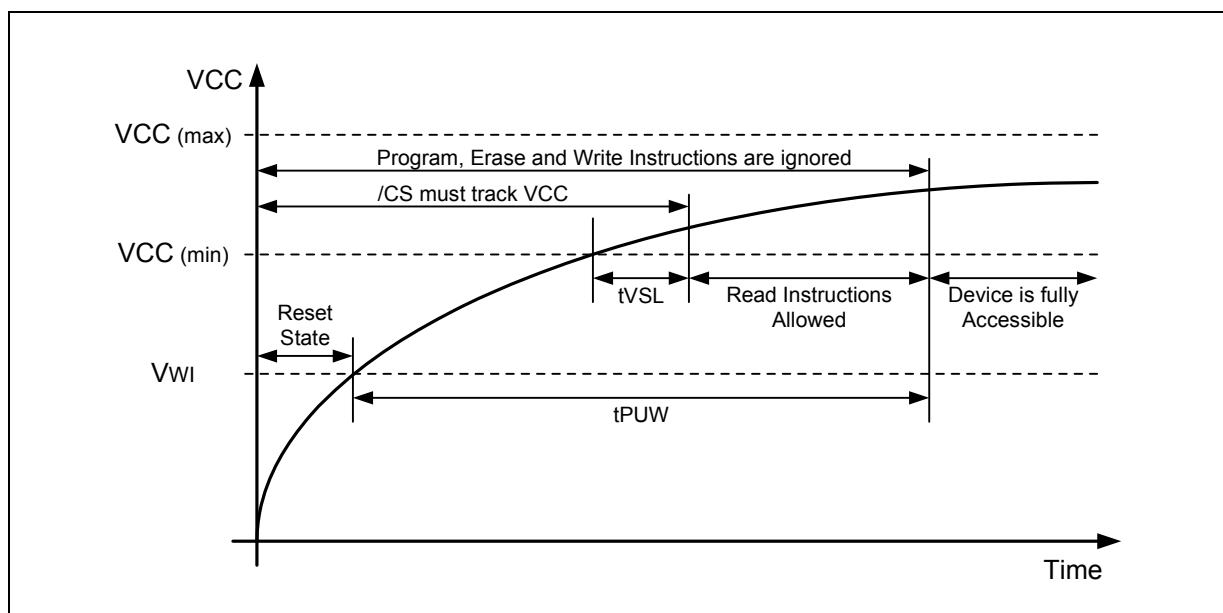 VCC
VCC (max)
Program, Erase and Write Instructions are ignored
/CS must track VCC
VCC (min)
tVSL
Read Instructions
Allowed
Device is fully
Accessible
Reset
State
VWI
tPUW
Time